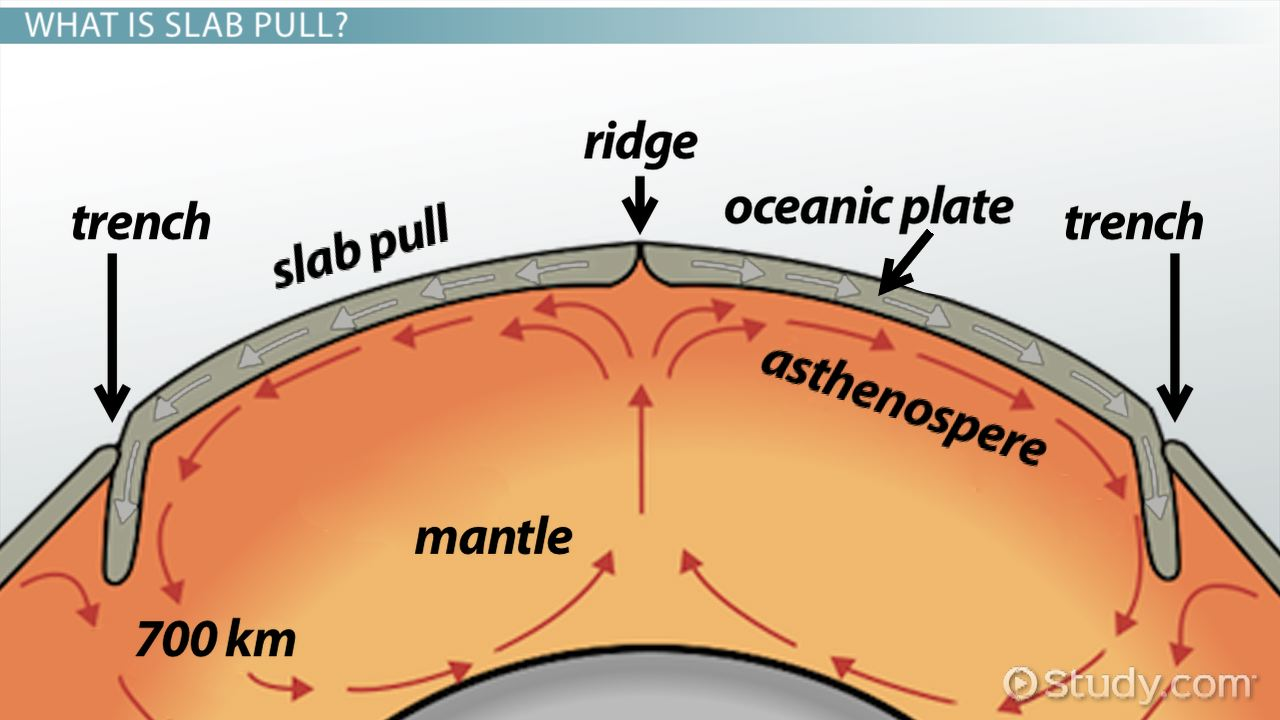 WHAT IS SLAB PULL?
ridge
oceanic plate
trench
trench
slab pull
asthenospere
mantle
700 km
Study.com